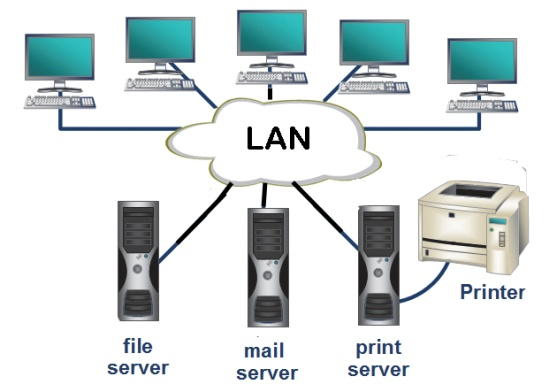 LAN
Printer
file
server
mail
server
print
server